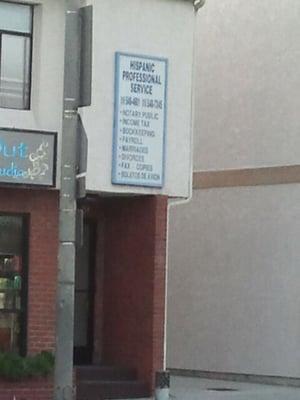 HISPANIC
PROFESSIONAL
SERVICE
• NOTARY PUBLIC
• INCOME TAX
• BOOKKEEPING
• PAYROLL
• MARRIAGES
• DIVORCES
• FAX - COPIES
• BOLETOS DE AVION